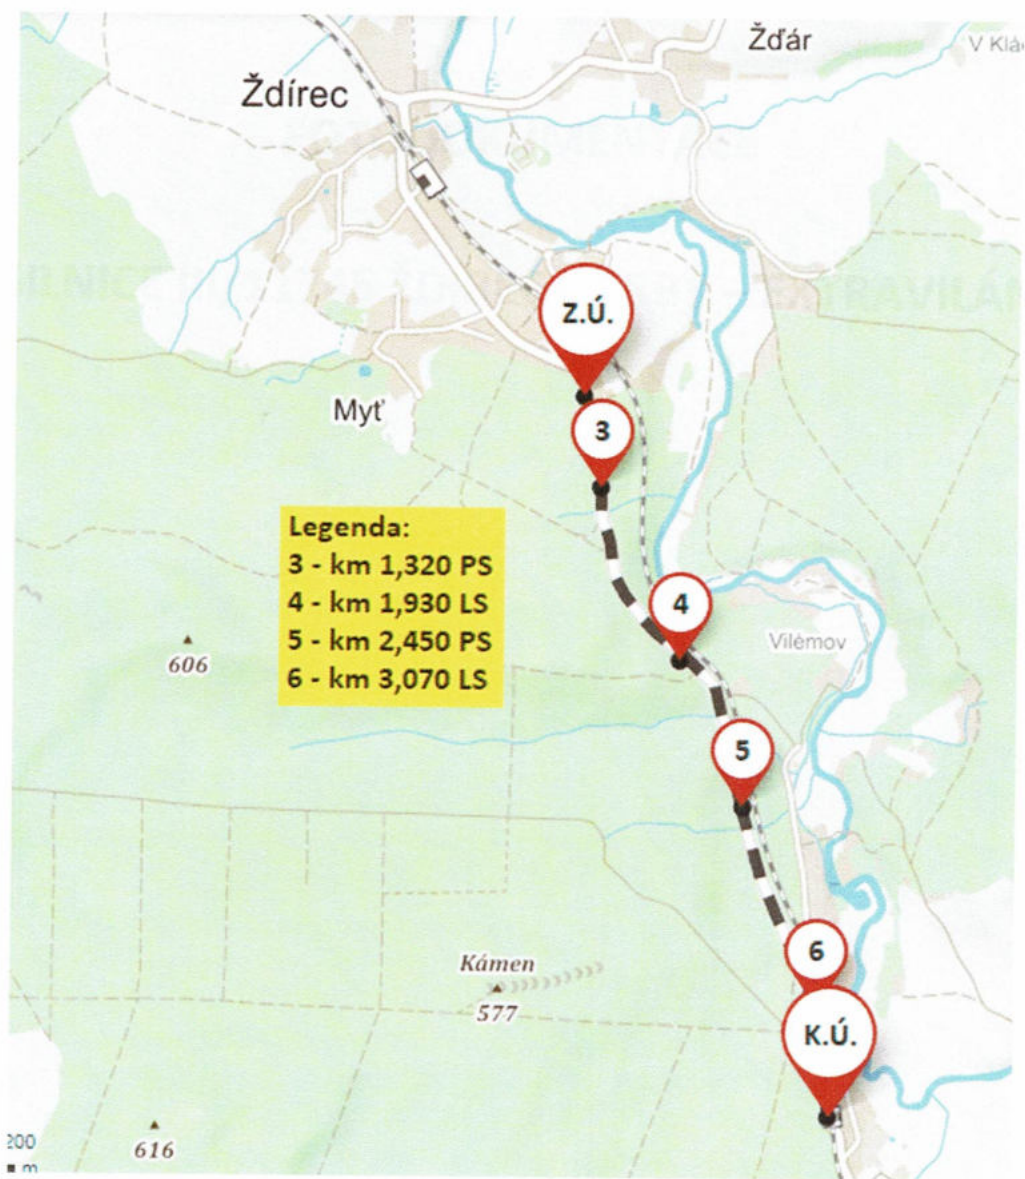 Žďár
V Klá
Ždírec
Z.Ú.
Myť
3
Legenda:
3 - km 1,320 PS
4 - km 1,930 LS
5 - km 2,450 PS
6 - km 3,070 LS
4
Vilémov
606
5
6
Kámen
577
K.Ú.
616
200
m